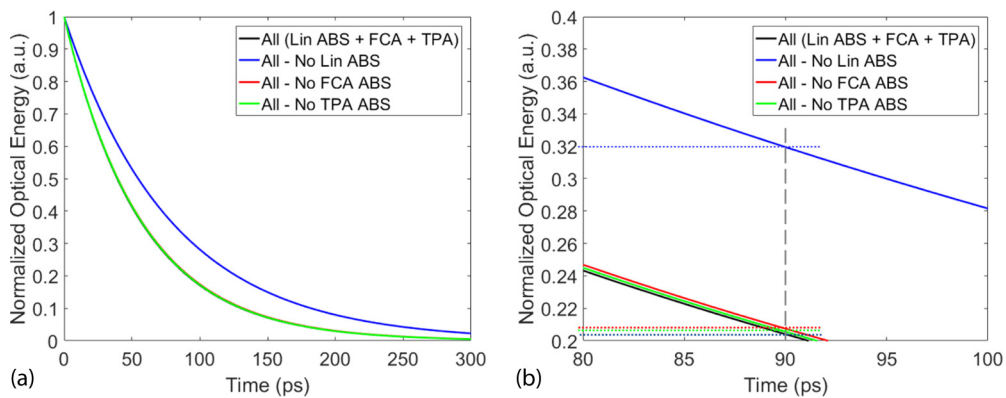 1
0.9
0.8
0.7
0.6
0.5
0.4
0.3
0.2
0.1
0
Normalized Optical Energy (a.u.)
All (Lin ABS + FCA + TPA)
All - No Lin ABS
All - No FCA ABS
All - No TPA ABS
0 50 100 150 200 250 300
Time (ps)
(a)
0.4
0.38
0.36
0.34
0.32
0.3
0.28
0.26
0.24
0.22
0.2
Normalized Optical Energy (a.u.)
All (Lin ABS + FCA + TPA)
All - No Lin ABS
All - No FCA ABS
All - No TPA ABS
80 85 90 95 100
Time (ps)
(b)